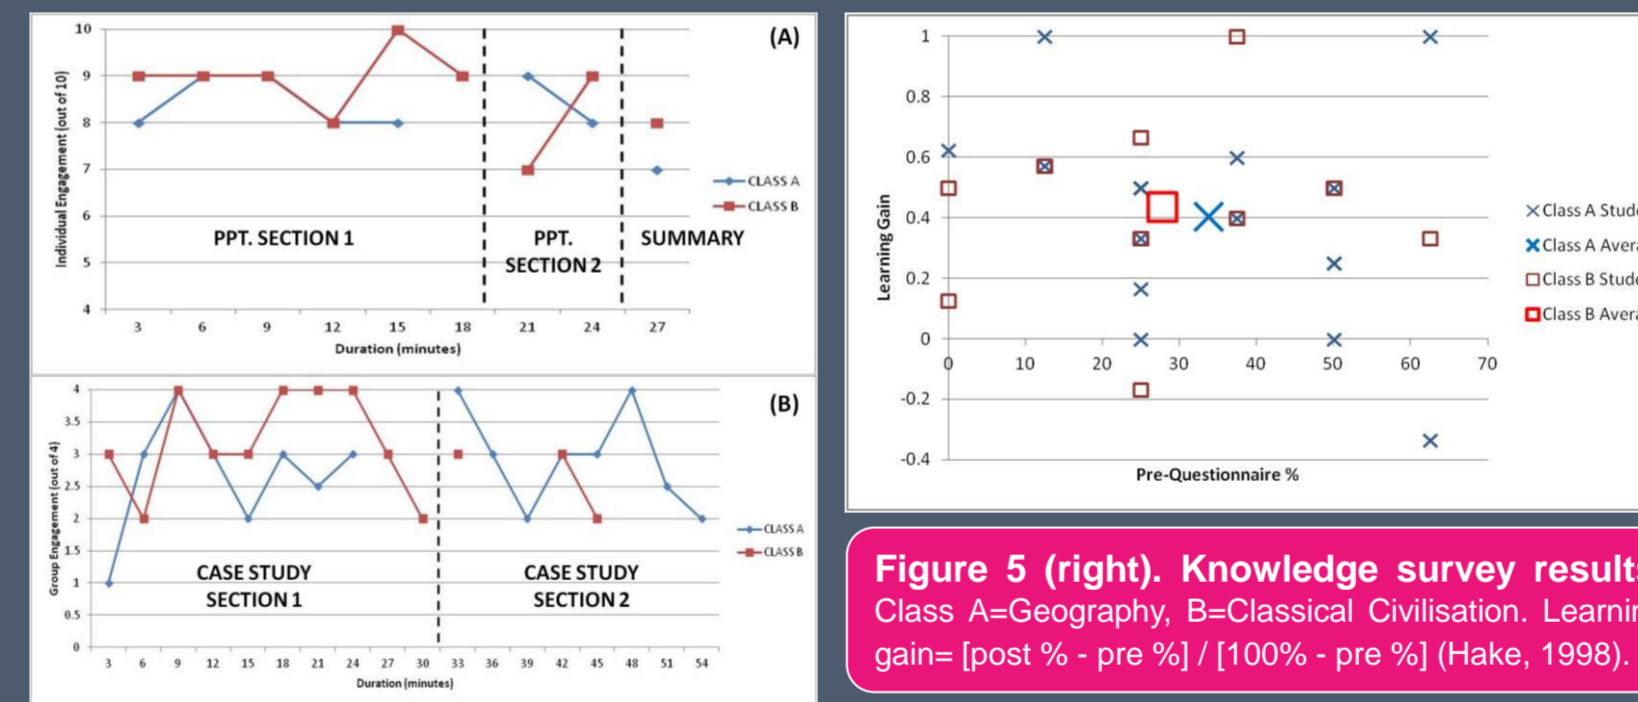 (A)
Individual Engagement (out of 10)
10
9
8
7
6
5
4
3 6 9 12 15 18 21 24 27
Duration (minutes)
PPT. SECTION 1
PPT.
SECTION 2
SUMMARY
CLASS A
CLASS B
(B)
Group Engagement (out of 4)
4
3.5
3
2.5
2
1.5
1
0.5
0
3 6 9 12 15 18 21 24 27 30 33 36 39 42 45 48 51 54
Duration (minutes)
CASE STUDY
SECTION 1
CASE STUDY
SECTION 2
CLASS A
CLASS B
Learning Gain
1
0.8
0.6
0.4
0.2
0
-0.2
-0.4
0 10 20 30 40 50 60 70
Pre-Questionnaire %
Class A Stude
Class A Avera
Class B Stude
Class B Avera
Figure 5 (right). Knowledge survey results
Class A=Geography, B=Classical Civilisation. Learnin
gain= [post % - pre %] / [100% - pre %] (Hake, 1998).